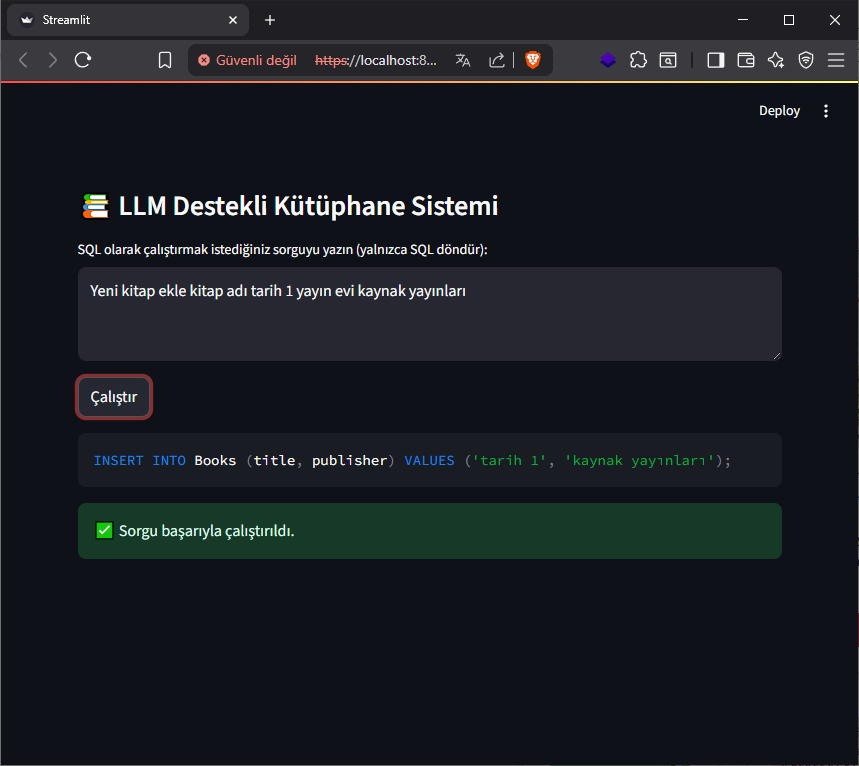 Streamlit
Güvenli değil https://localhost:8...
Deploy
LLM Destekli Kütüphane Sistemi
SQL olarak çalıştırmak istediğiniz sorguyu yazın (yalnızca SQL döndür):
Yeni kitap ekle kitap adı tarih 1 yayın evi kaynak yayınları
Çalıştır
INSERT INTO Books (title, publisher) VALUES ('tarih 1', 'kaynak yayınları');
✅ Sorgu başarıyla çalıştırıldı.